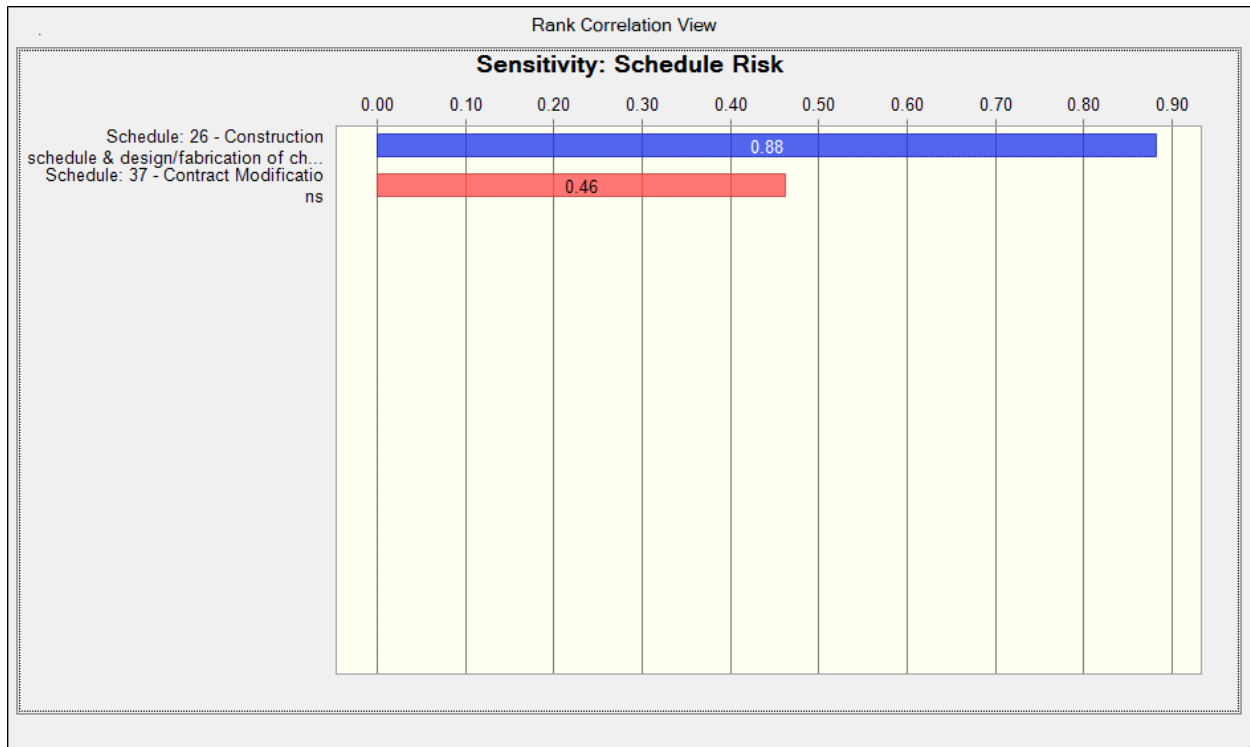 Rank Correlation View
Sensitivity: Schedule Risk
0.00 0.10 0.20 0.30 0.40 0.50 0.60 0.70 0.80 0.90
Schedule: 26 - Construction
schedule & design/fabrication of ch...
0.88
Schedule: 37 - Contract Modificatio
ns
0.46